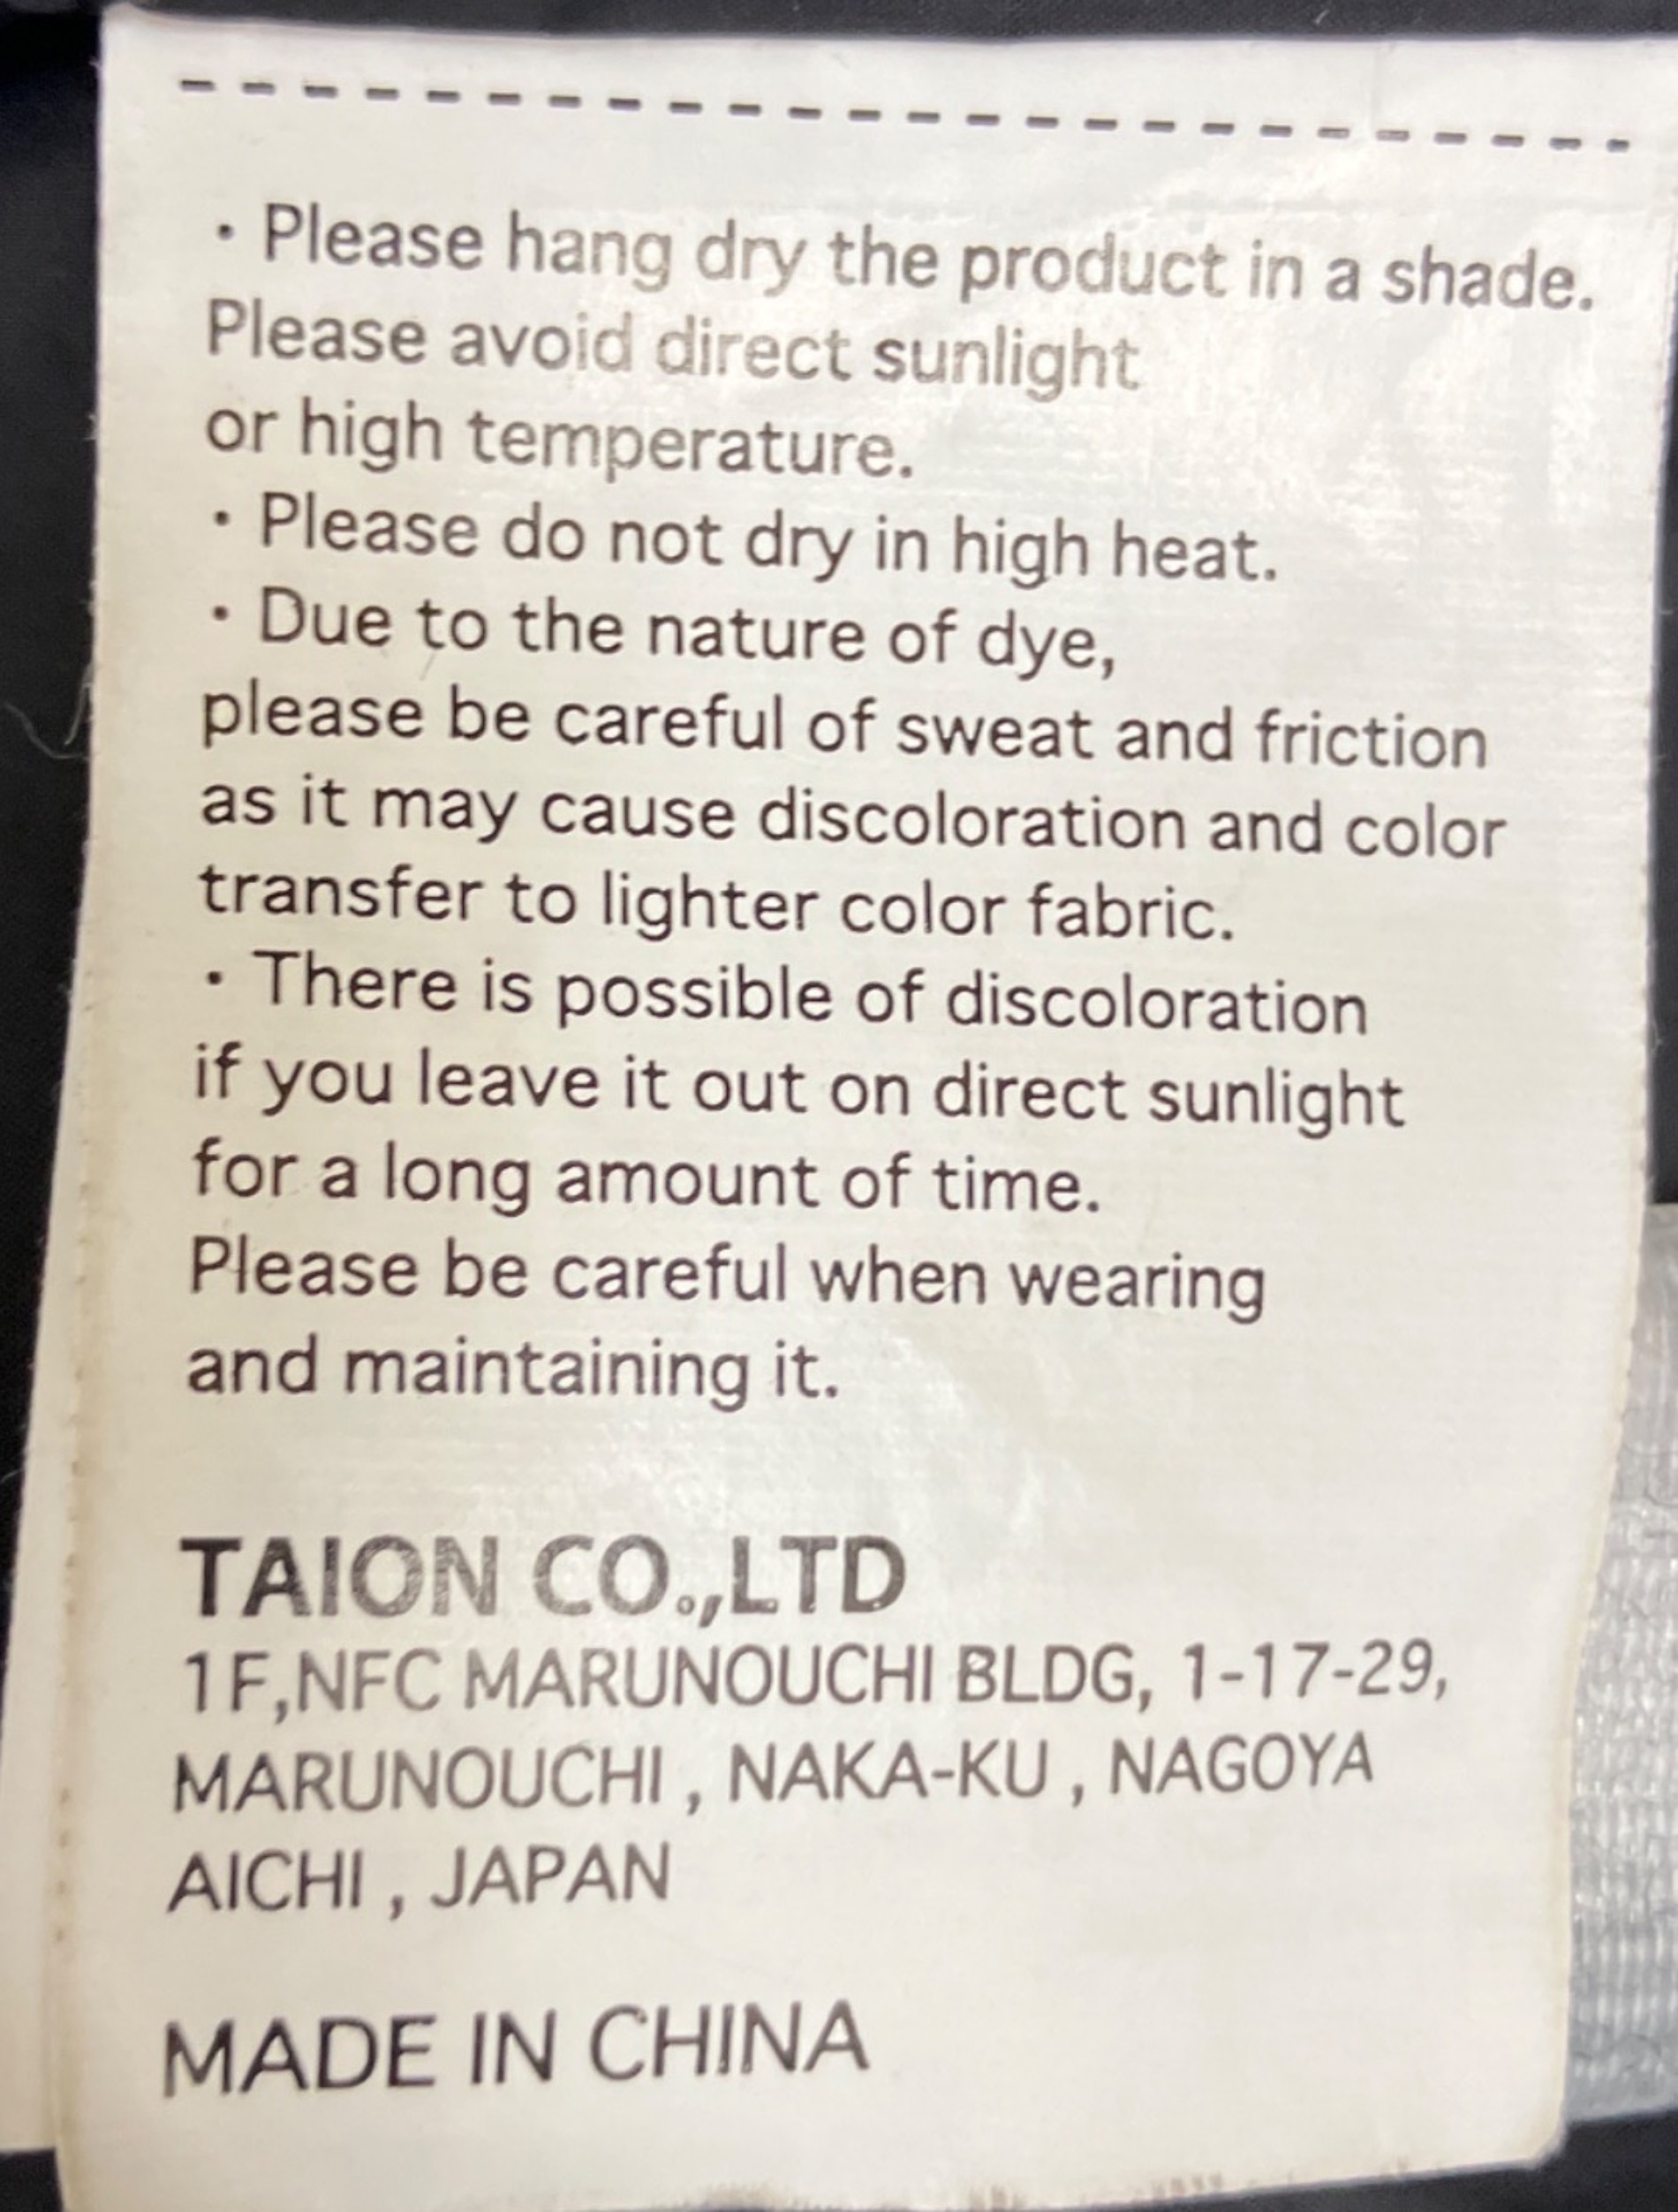 ・Please hang dry the product in a shade.
Please avoid direct sunlight
or high temperature.
・Please do not dry in high heat.
・Due to the nature of dye,
please be careful of sweat and friction
as it may cause discoloration and color
transfer to lighter color fabric.
・There is possible of discoloration
if you leave it out on direct sunlight
for a long amount of time.
Please be careful when wearing
and maintaining it.
TAION CO.,LTD
1F,NFC MARUNOUCHI BLDG, 1-17-29,
MARUNOUCHI , NAKA-KU , NAGOYA
AICHI , JAPAN
MADE IN CHINA